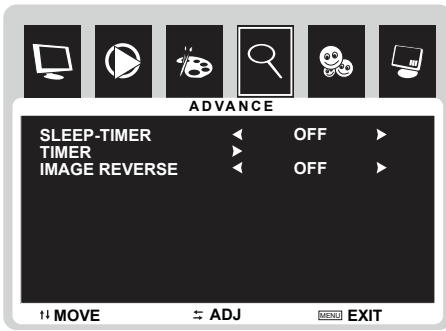 ADVANCE
SLEEP-TIMER ◄ OFF ►
TIMER ►
IMAGE REVERSE ◄ OFF ►
↑↓ MOVE ⇆ ADJ MENU EXIT